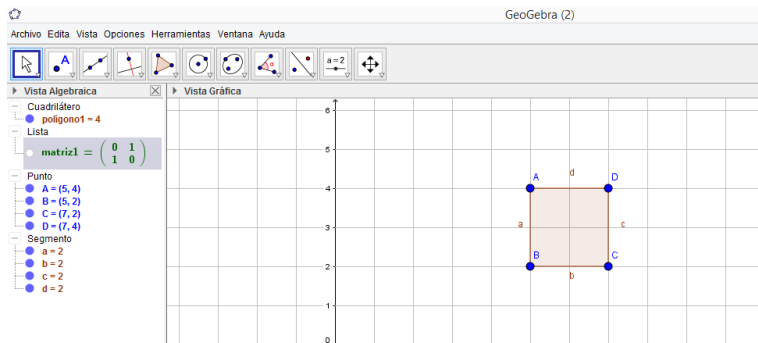 GeoGebra (2)
Archivo Edita Vista Opciones Herramientas Ventana Ayuda
A
α
a=2
Vista Algebraica
Vista Gráfica
Cuadrilátero
polígono1 = 4
Lista
matriz1 = ( 0 1
1 0 )
Punto
A = (5, 4)
B = (5, 2)
C = (7, 2)
D = (7, 4)
Segmento
a = 2
b = 2
c = 2
d = 2
6
5
4
3
2
1
0
A
d
D
a
c
B
C
b